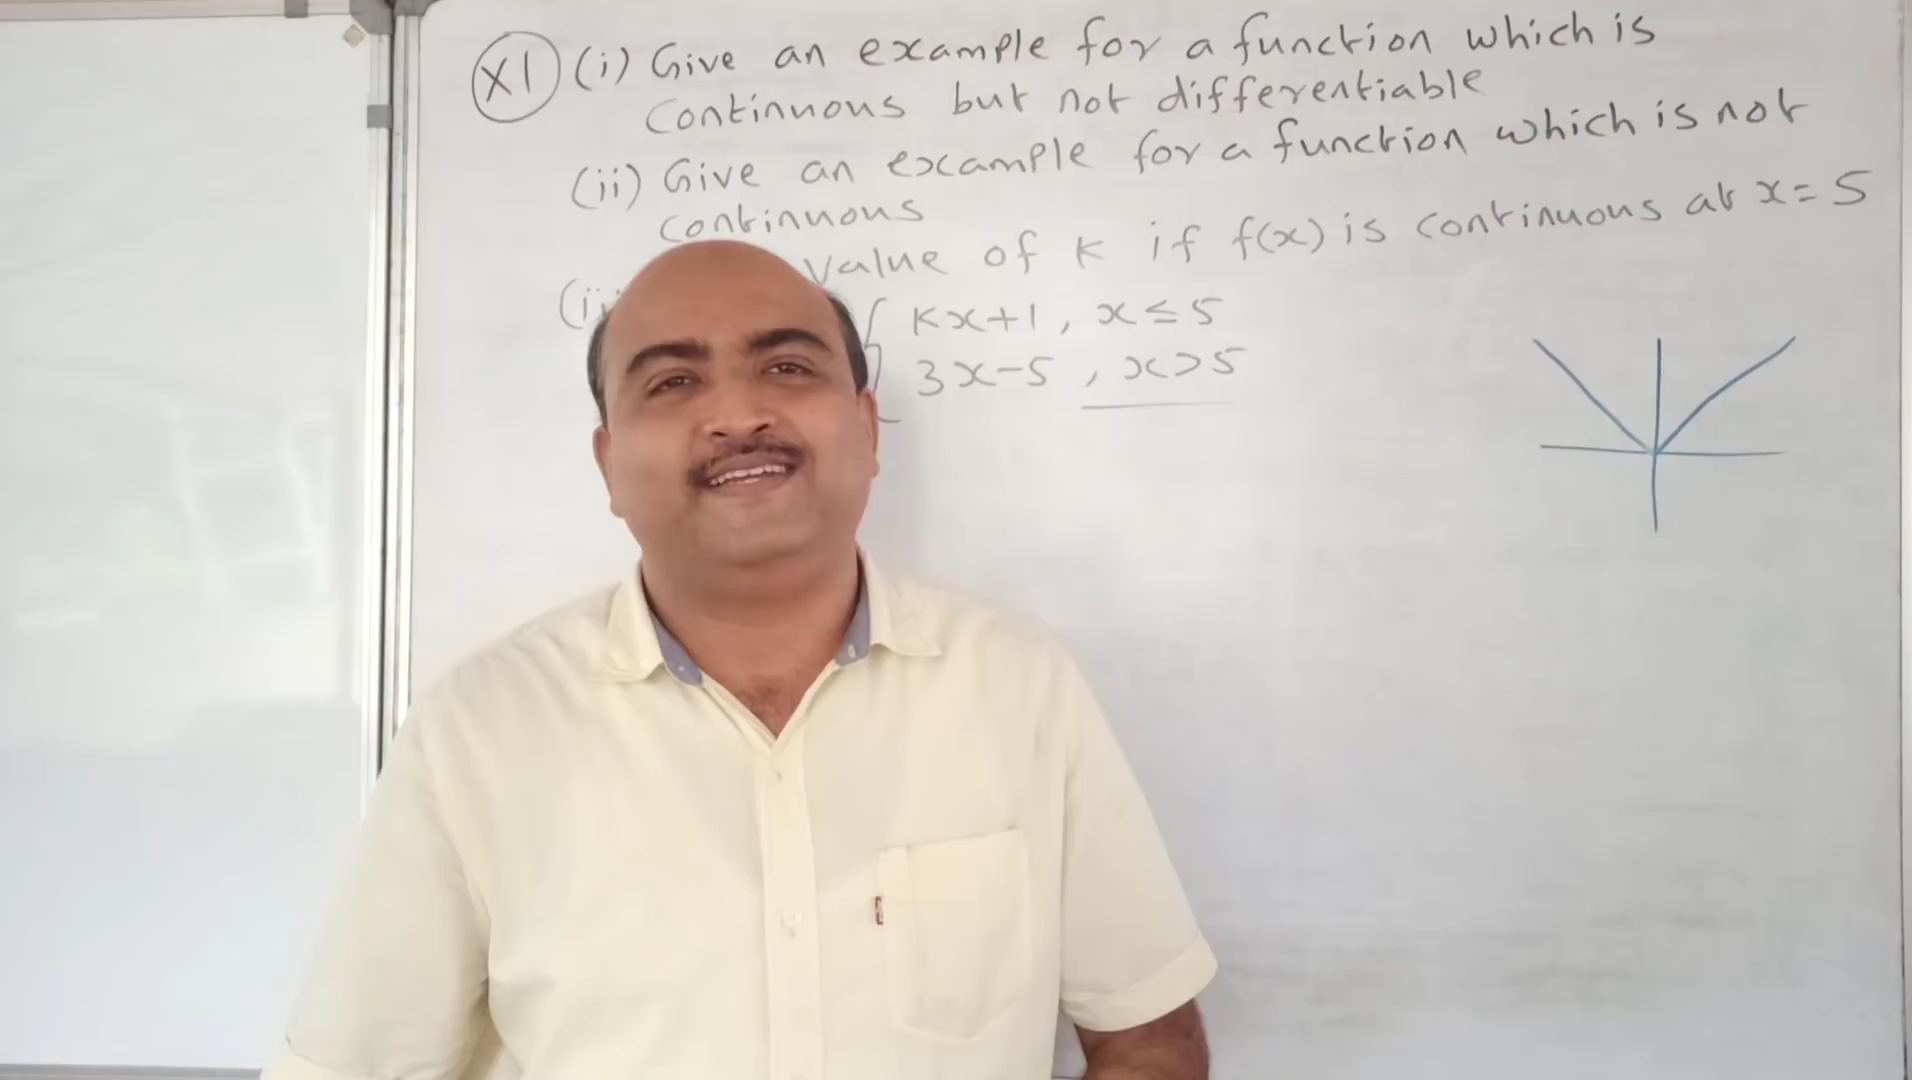 XI (i) Give an example for a function which is
continuous but not differentiable
(ii) Give an example for a function which is not
continuous
value of k if f(x) is continuous at x = 5
kx+1, x ≤ 5
3x-5, x>5